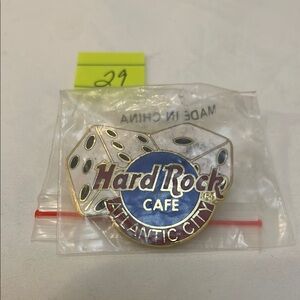 29
MADE IN CHINA
Hard Rock
CAFE
ATLANTIC CITY